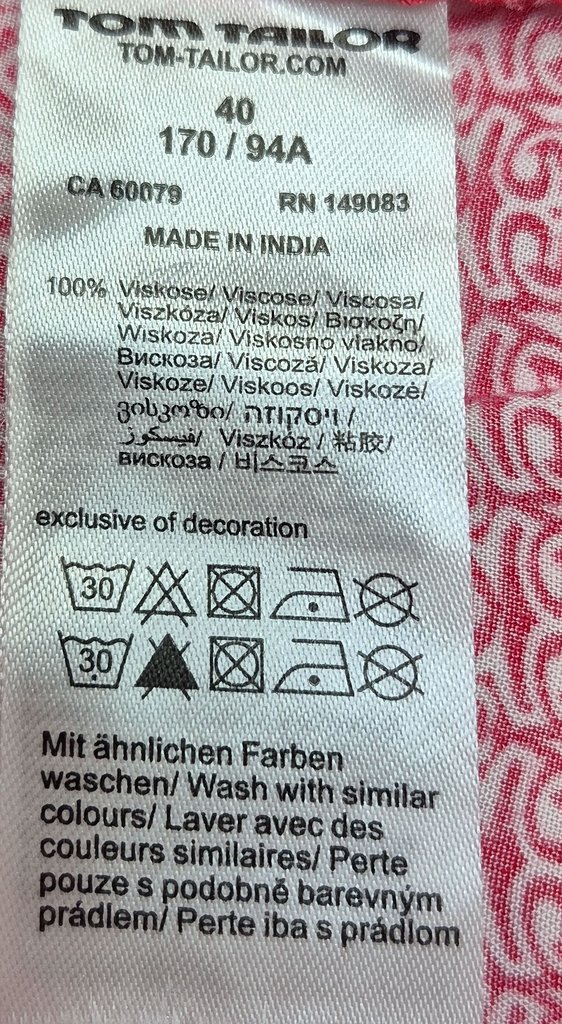 TOM TAILOR
TOM-TAILOR.COM
40
170 / 94A
CA 60079 RN 149083
MADE IN INDIA
100% Viskose/ Viscose/ Viscosa/
Viszkóza/ Viskos/ Βισκοζη/
Wiskoza/ Viskosno vlakno/
Вискоза/ Viscoză/ Viskoza/
Viskoze/ Viskoos/ Viskozė/
ვისკოზი/ ויסקוזה /
فيسكوز/ Viszkóz / 粘胶/
вискоза / 비스코스
exclusive of decoration
30
30
Mit ähnlichen Farben
waschen/ Wash with similar
colours/ Laver avec des
couleurs similaires/ Perte
pouze s podobně barevným
prádlem/ Perte iba s prádlom